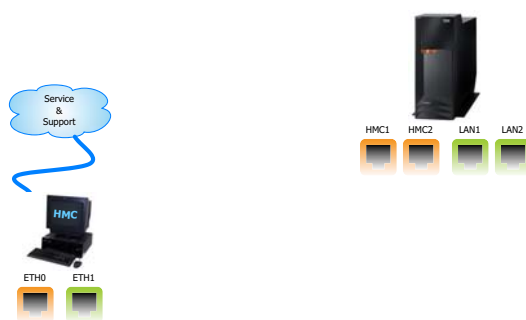 Service
&
Support
HMC1 HMC2 LAN1 LAN2
HMC
ETH0 ETH1